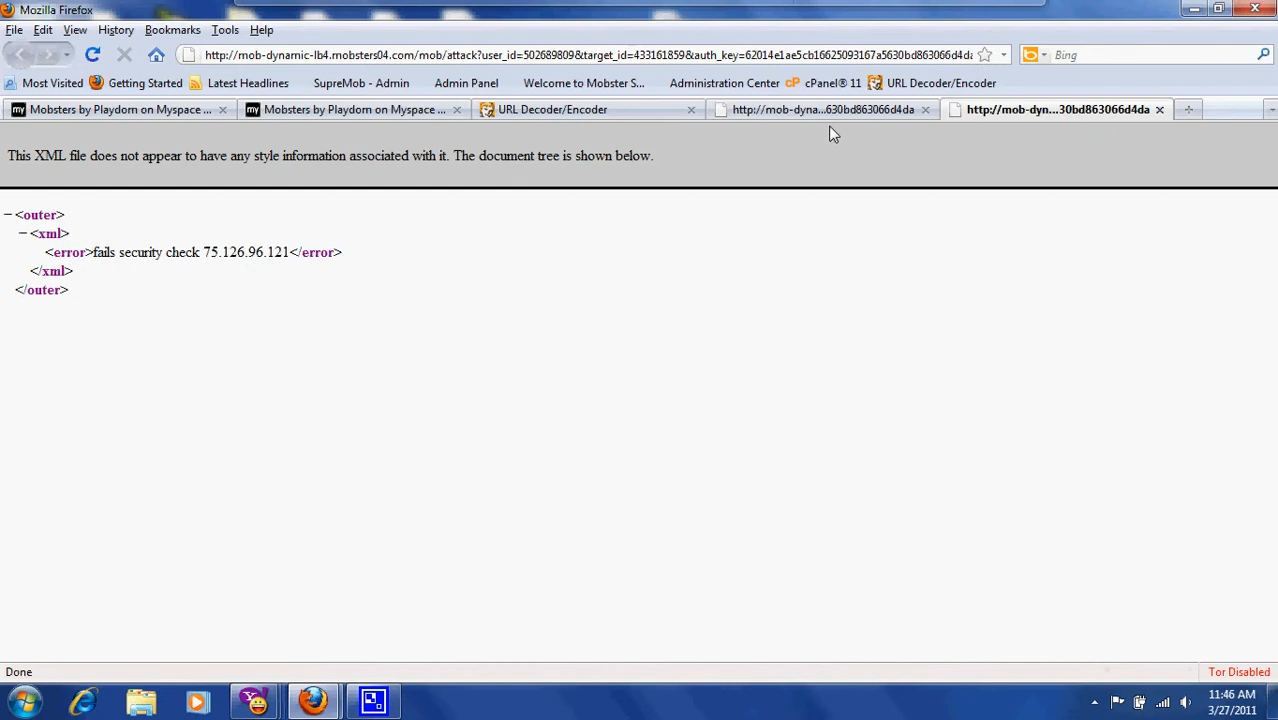 Mozilla Firefox
File Edit View History Bookmarks Tools Help
http://mob-dynamic-lb4.mobsters04.com/mob/attack?user_id=502689809&target_id=433161859&auth_key=62014e1ae5cb16625093167a5630bd863066d4da Bing
Most Visited Getting Started Latest Headlines SupreMob - Admin Admin Panel Welcome to Mobster S... Administration Center cP cPanel® 11 URL Decoder/Encoder
my Mobsters by Playdom on Myspace ... my Mobsters by Playdom on Myspace ... URL Decoder/Encoder http://mob-dyna...630bd863066d4da http://mob-dyn....30bd863066d4da
This XML file does not appear to have any style information associated with it. The document tree is shown below.
− <outer>
− <xml>
<error>fails security check 75.126.96.121</error>
</xml>
</outer>
Done Tor Disabled
11:46 AM
3/27/2011